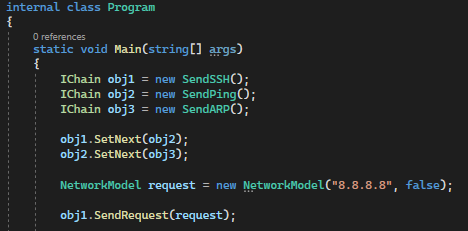 internal class Program
{
0 references
static void Main(string[] args)
{
IChain obj1 = new SendSSH();
IChain obj2 = new SendPing();
IChain obj3 = new SendARP();
obj1.SetNext(obj2);
obj2.SetNext(obj3);
NetworkModel request = new NetworkModel("8.8.8.8", false);
obj1.SendRequest(request);